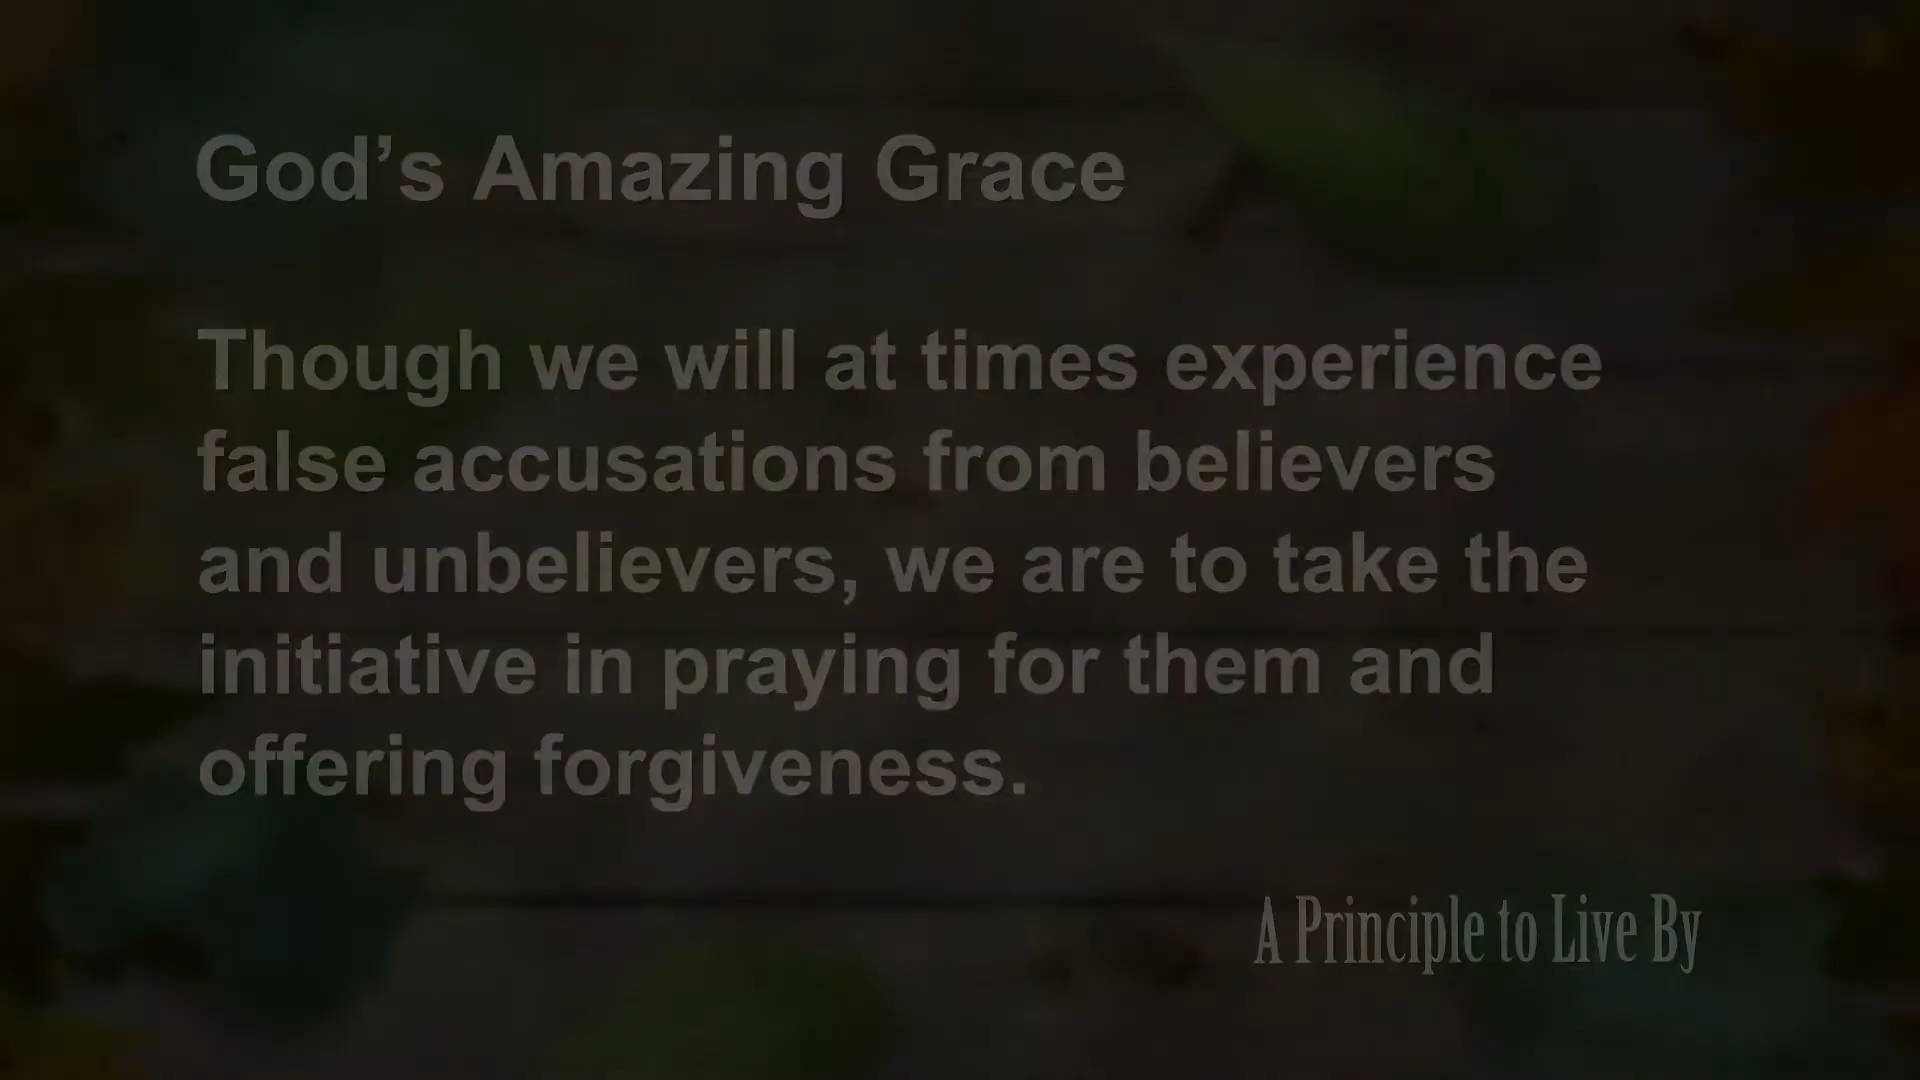 God’s Amazing Grace
Though we will at times experience
false accusations from believers
and unbelievers, we are to take the
initiative in praying for them and
offering forgiveness.
A Principle to Live By